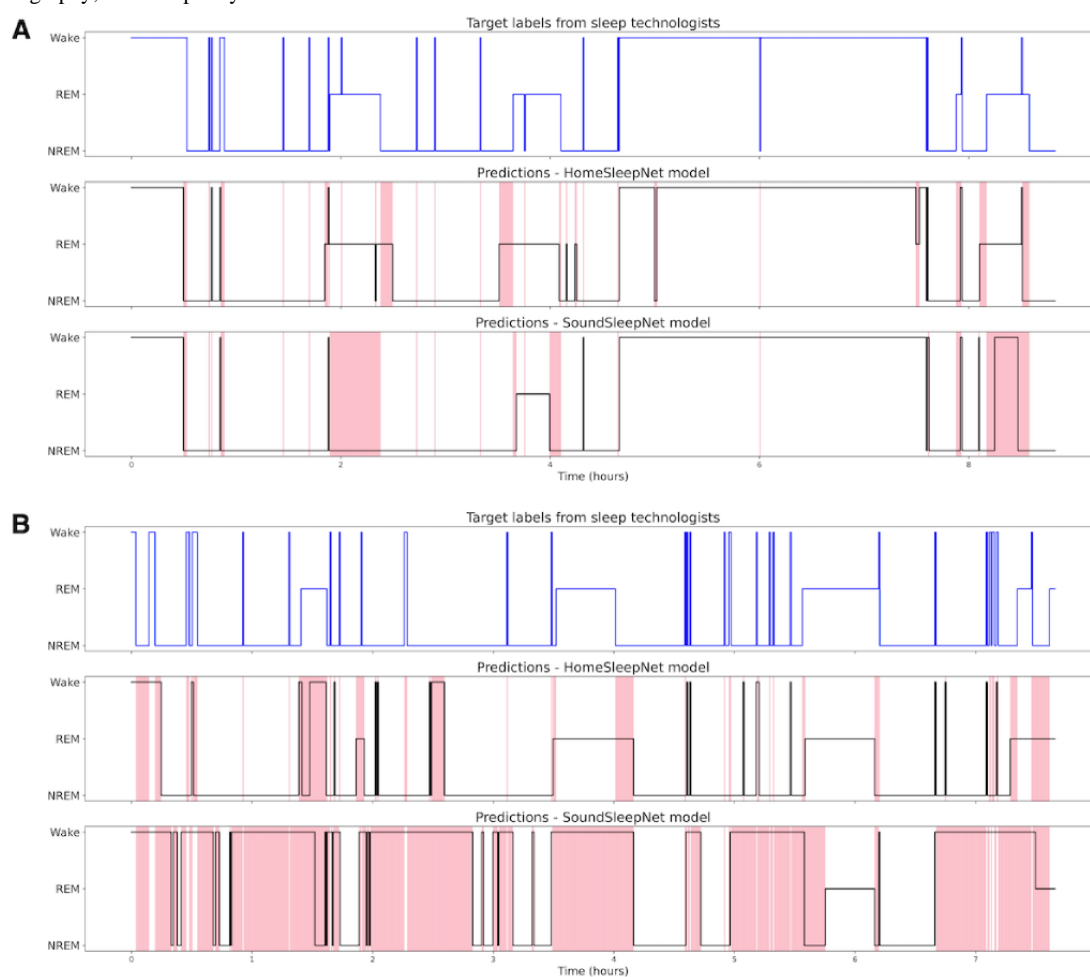 A
Target labels from sleep technologists
Wake
REM
NREM
Predictions - HomeSleepNet model
Wake
REM
NREM
Predictions - SoundSleepNet model
Wake
REM
NREM
0 2 4 6 8
Time (hours)
B
Target labels from sleep technologists
Wake
REM
NREM
Predictions - HomeSleepNet model
Wake
REM
NREM
Predictions - SoundSleepNet model
Wake
REM
NREM
0 1 2 3 4 5 6 7
Time (hours)